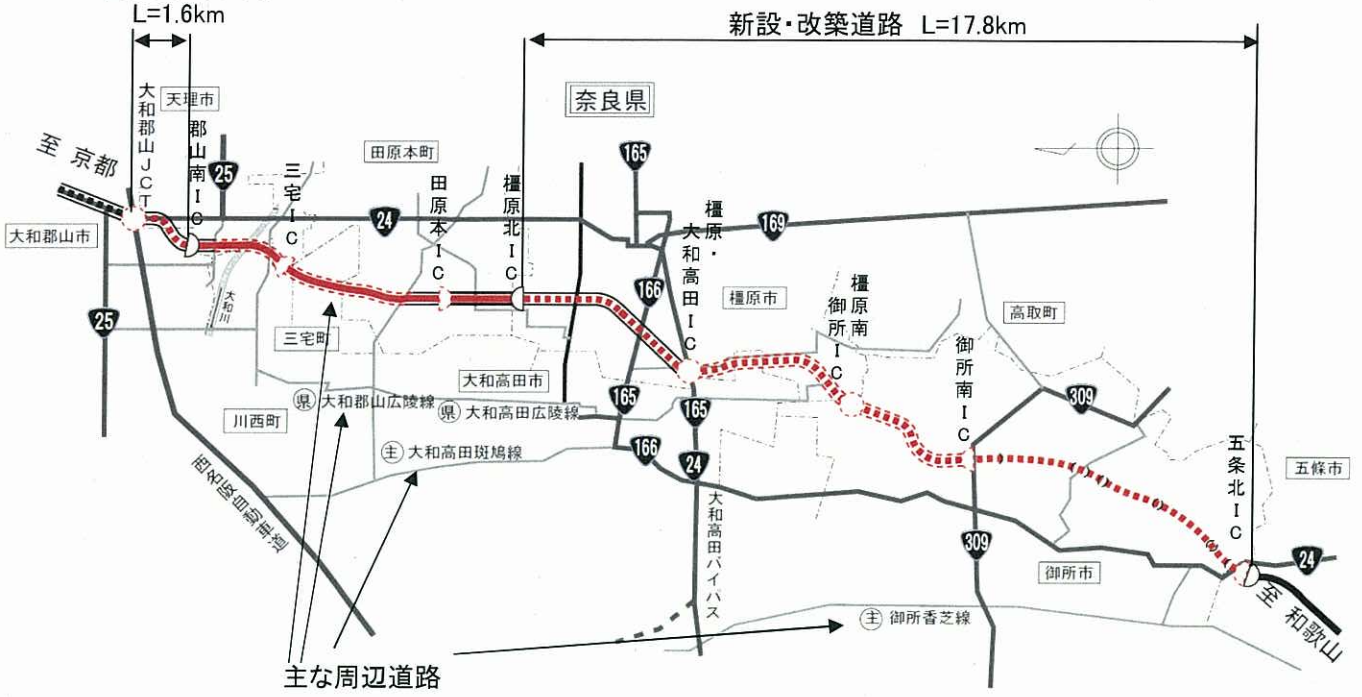 L=1.6km
新設・改築道路 L=17.8km
大和郡山JCT
天理市
奈良県
至 京都
郡山南IC
25
三宅IC
田原本町
24
田原本IC
橿原北IC
165
橿原・
大和高田IC
169
大和郡山市
25
大和川
三宅町
166
橿原市
橿原南
御所IC
高取町
御所南IC
大和高田市
県 大和郡山広陵線
県 大和高田広陵線
165
165
309
川西町
主 大和高田斑鳩線
166
24
五条北IC
五條市
西名阪自動車道
大和高田バイパス
309
御所市
24
主 御所香芝線
至 和歌山
主な周辺道路